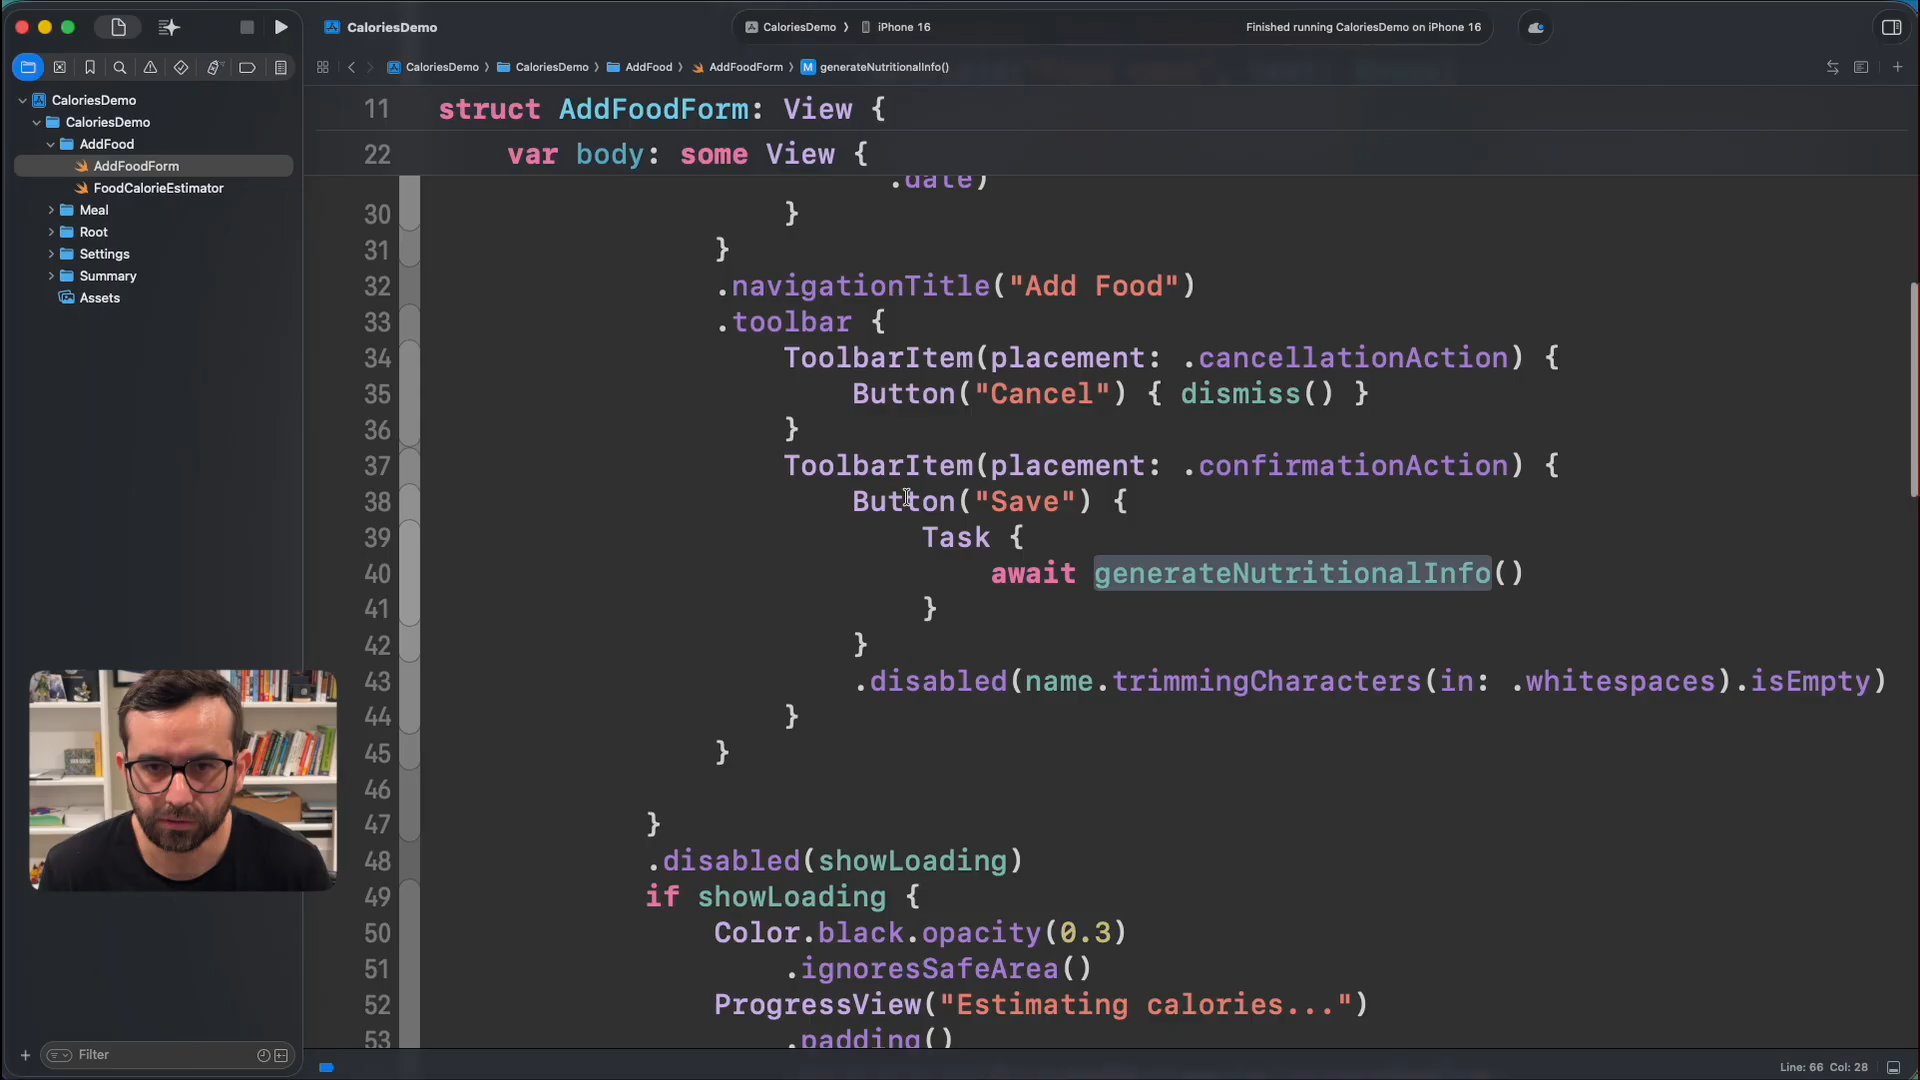 CaloriesDemo
CaloriesDemo
iPhone 16
Finished running CaloriesDemo on iPhone 16
CaloriesDemo
CaloriesDemo
AddFood
AddFoodForm
generateNutritionalInfo()
CaloriesDemo
CaloriesDemo
AddFood
AddFoodForm
FoodCalorieEstimator
Meal
Root
Settings
Summary
Assets
11 struct AddFoodForm: View {
22 var body: some View {
.date)
30 }
31 }
32 .navigationTitle("Add Food")
33 .toolbar {
34 ToolbarItem(placement: .cancellationAction) {
35 Button("Cancel") { dismiss() }
36 }
37 ToolbarItem(placement: .confirmationAction) {
38 Button("Save") {
39 Task {
40 await generateNutritionalInfo()
41 }
42 }
43 .disabled(name.trimmingCharacters(in: .whitespaces).isEmpty)
44 }
45 }
46
47 }
48 .disabled(showLoading)
49 if showLoading {
50 Color.black.opacity(0.3)
51 .ignoresSafeArea()
52 ProgressView("Estimating calories...")
53 .padding()
Filter
Line: 66 Col: 28